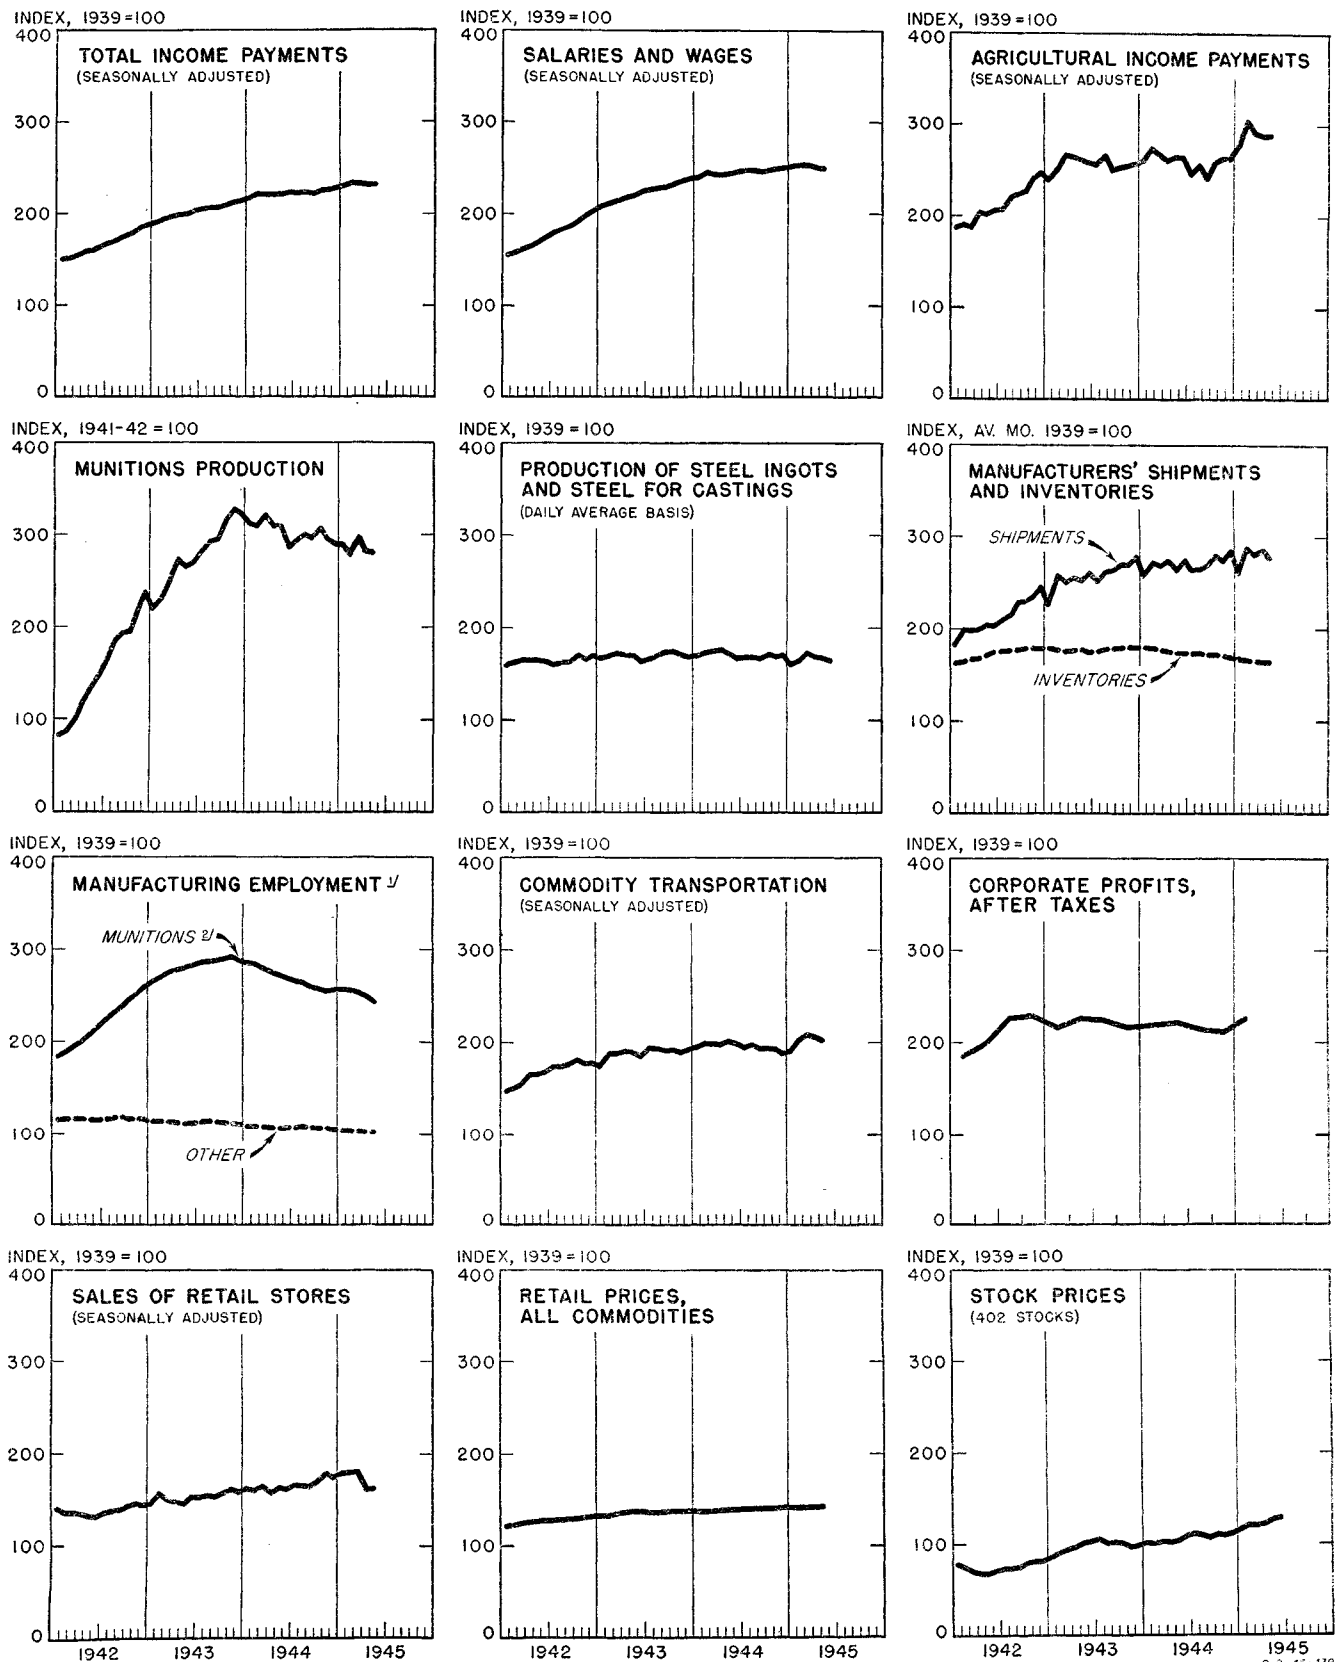 INDEX, 1939=100
400
TOTAL INCOME PAYMENTS
(SEASONALLY ADJUSTED)
300
200
100
0
INDEX, 1939=100
400
SALARIES AND WAGES
(SEASONALLY ADJUSTED)
300
200
100
0
INDEX, 1939=100
400
AGRICULTURAL INCOME PAYMENTS
(SEASONALLY ADJUSTED)
300
200
100
0
INDEX, 1941-42=100
400
MUNITIONS PRODUCTION
300
200
100
0
INDEX, 1939=100
400
PRODUCTION OF STEEL INGOTS
AND STEEL FOR CASTINGS
(DAILY AVERAGE BASIS)
300
200
100
0
INDEX, AV. MO. 1939=100
400
MANUFACTURERS' SHIPMENTS
AND INVENTORIES
SHIPMENTS
300
200
INVENTORIES
100
0
INDEX, 1939=100
400
MANUFACTURING EMPLOYMENT 1/
MUNITIONS 2/
300
200
100
OTHER
0
INDEX, 1939=100
400
COMMODITY TRANSPORTATION
(SEASONALLY ADJUSTED)
300
200
100
0
INDEX, 1939=100
400
CORPORATE PROFITS,
AFTER TAXES
300
200
100
0
INDEX, 1939=100
400
SALES OF RETAIL STORES
(SEASONALLY ADJUSTED)
300
200
100
0
1942 1943 1944 1945
INDEX, 1939=100
400
RETAIL PRICES,
ALL COMMODITIES
300
200
100
0
1942 1943 1944 1945
INDEX, 1939=100
400
STOCK PRICES
(402 STOCKS)
300
200
100
0
1942 1943 1944 1945